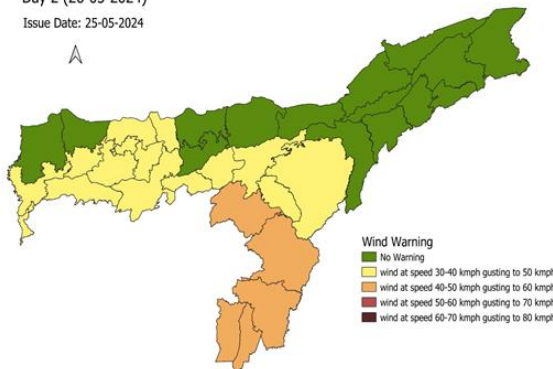 Day 2 (26-05-2024)
Issue Date: 25-05-2024
Wind Warning
No Warning
wind at speed 30-40 kmph gusting to 50 kmph
wind at speed 40-50 kmph gusting to 60 kmph
wind at speed 50-60 kmph gusting to 70 kmph
wind at speed 60-70 kmph gusting to 80 kmph